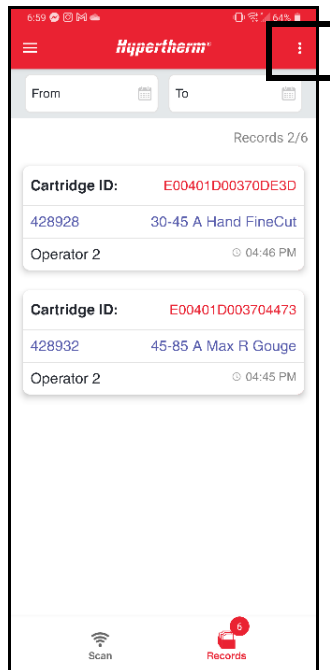 6:59 64%
Hypertherm®
From To
Records 2/6
Cartridge ID: E00401D00370DE3D
428928 30-45 A Hand FineCut
Operator 2 04:46 PM
Cartridge ID: E00401D003704473
428932 45-85 A Max R Gouge
Operator 2 04:45 PM
6
Scan Records